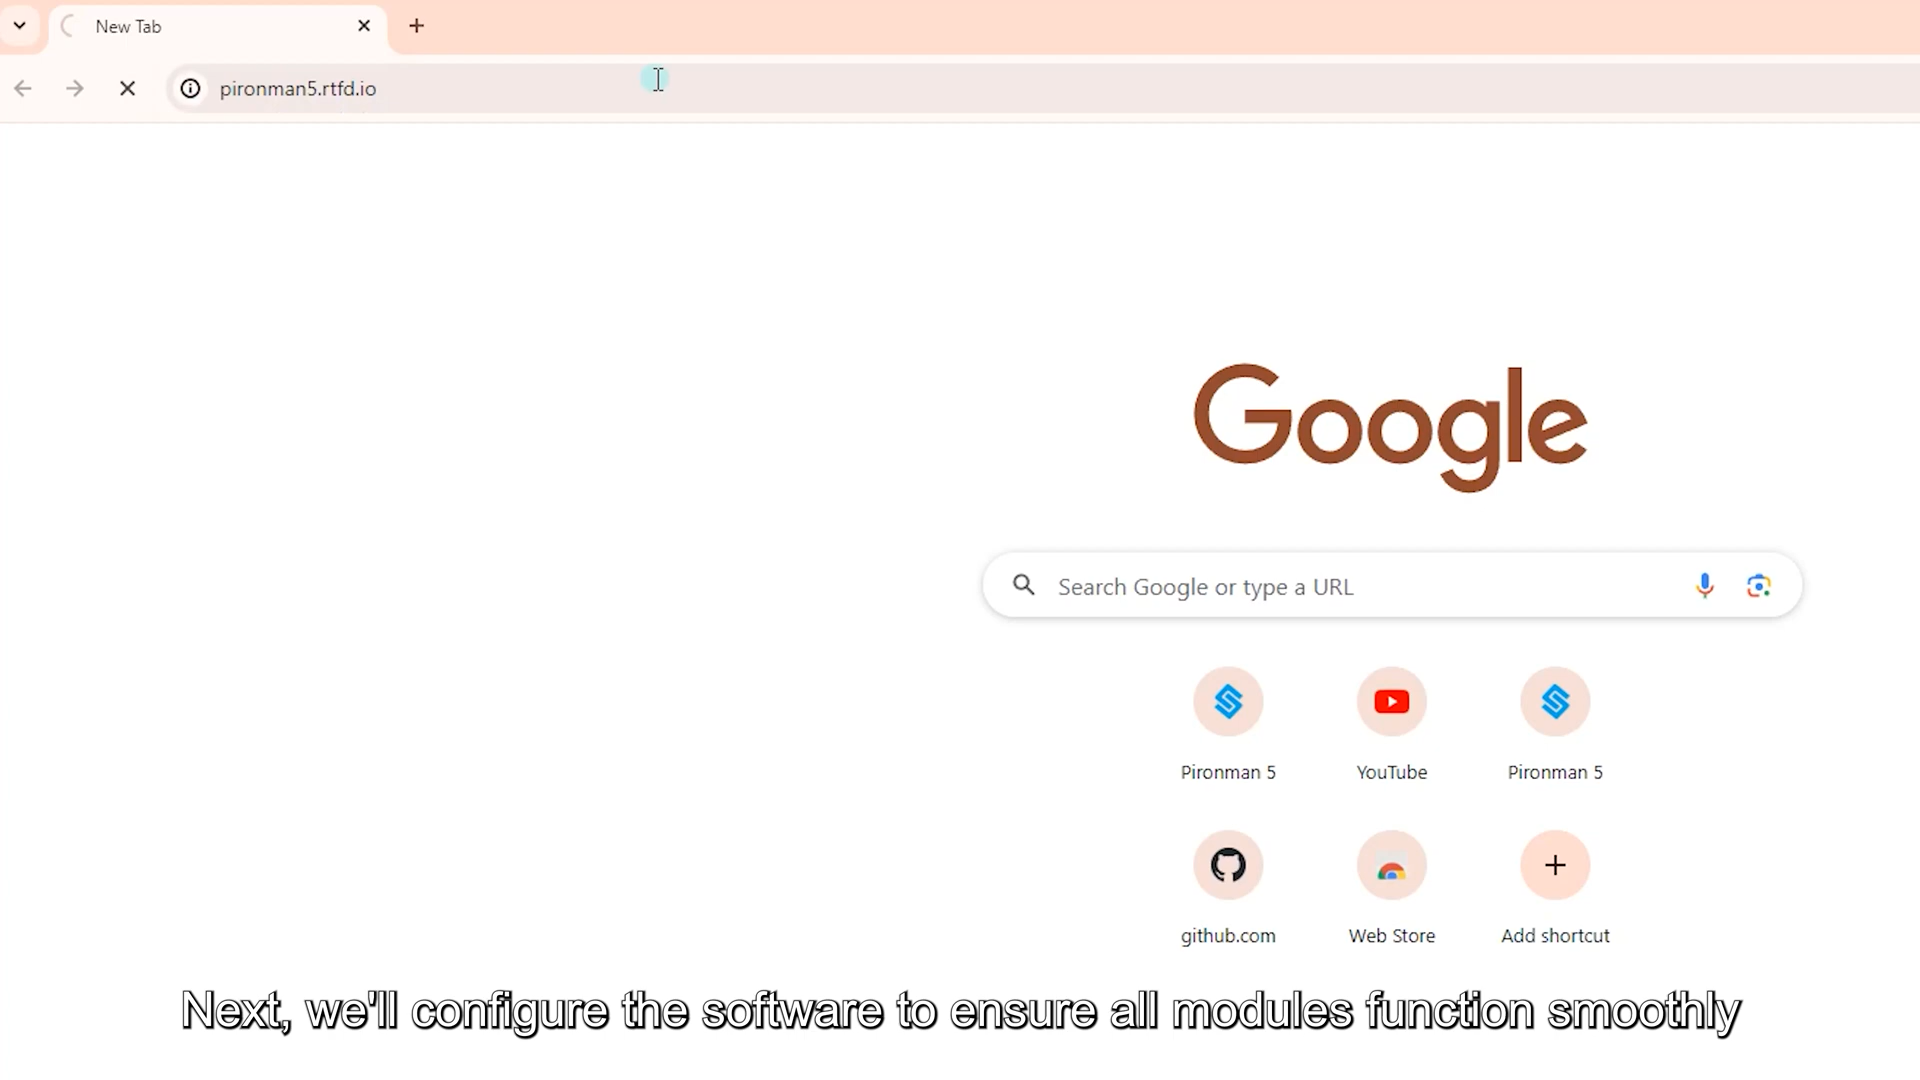 New Tab
pironman5.rtfd.io
Google
Search Google or type a URL
Pironman 5
YouTube
Pironman 5
github.com
Web Store
Add shortcut
Next, we'll configure the software to ensure all modules function smoothly